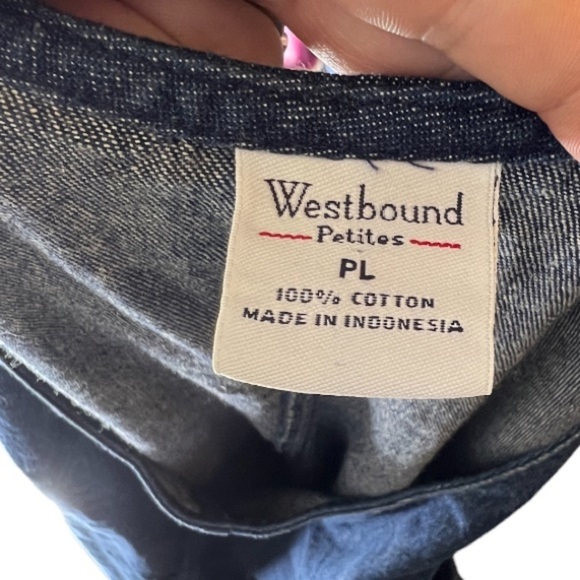 Westbound
Petites
PL
100% COTTON
MADE IN INDONESIA